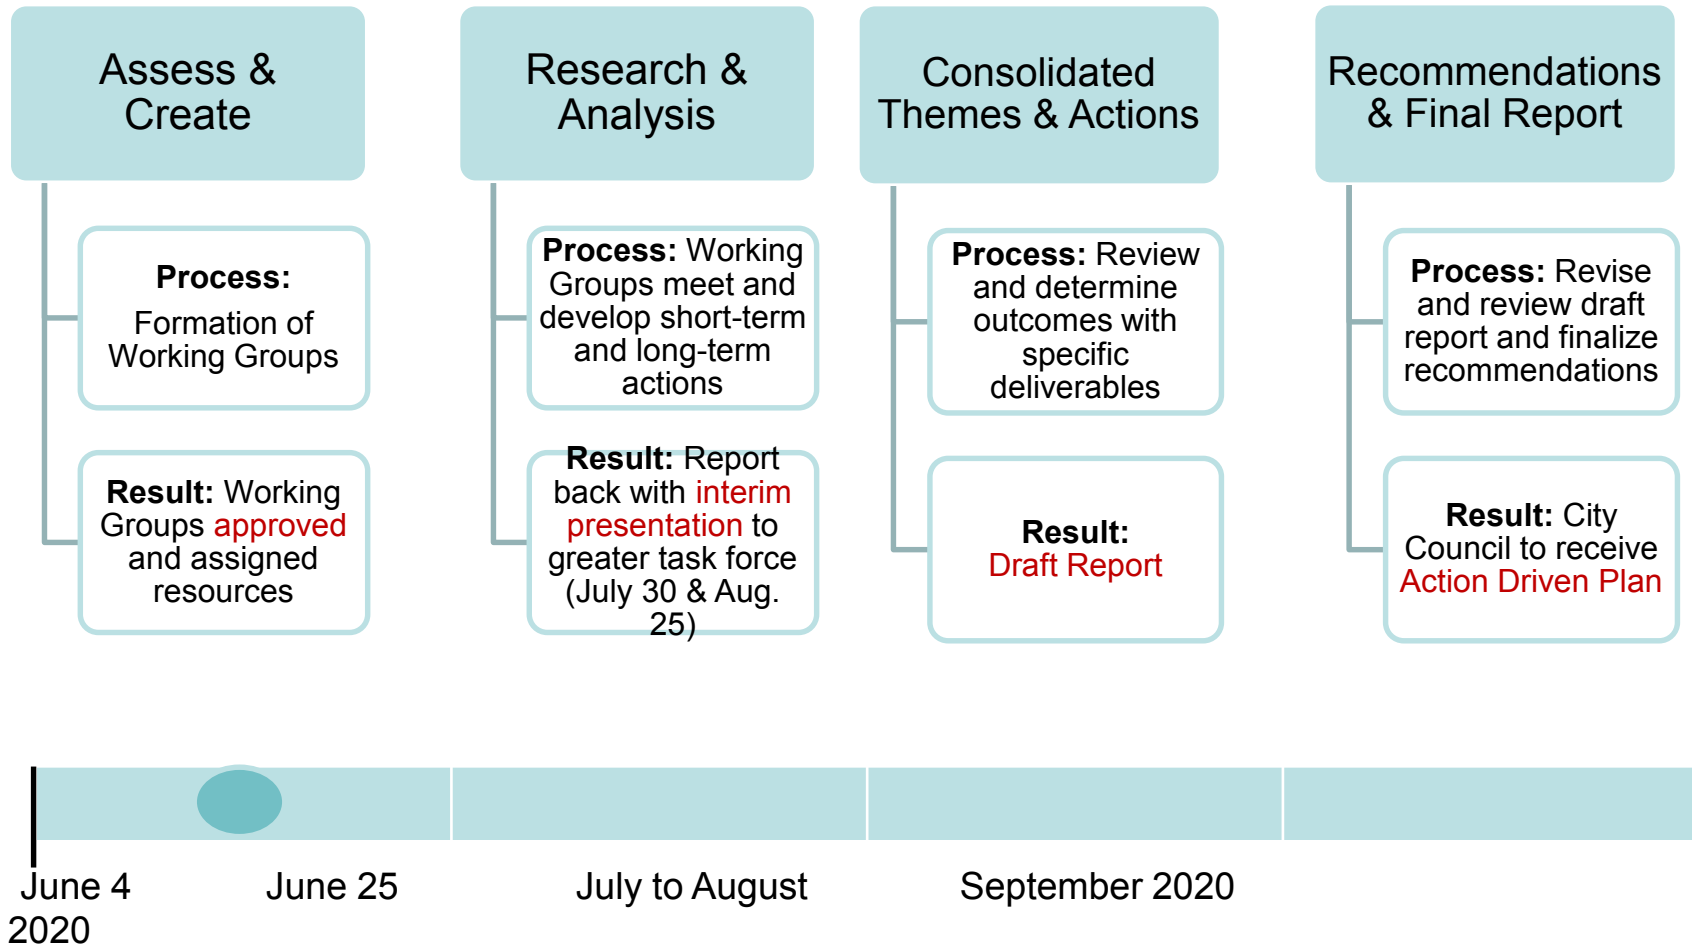 Assess &
Create
Process:
Formation of
Working Groups
Result: Working
Groups approved
and assigned
resources
Research &
Analysis
Process: Working
Groups meet and
develop short-term
and long-term
actions
Result: Report
back with interim
presentation to
greater task force
(July 30 & Aug.
25)
Consolidated
Themes & Actions
Process: Review
and determine
outcomes with
specific
deliverables
Result:
Draft Report
Recommendations
& Final Report
Process: Revise
and review draft
report and finalize
recommendations
Result: City
Council to receive
Action Driven Plan
June 4
2020
June 25
July to August
September 2020